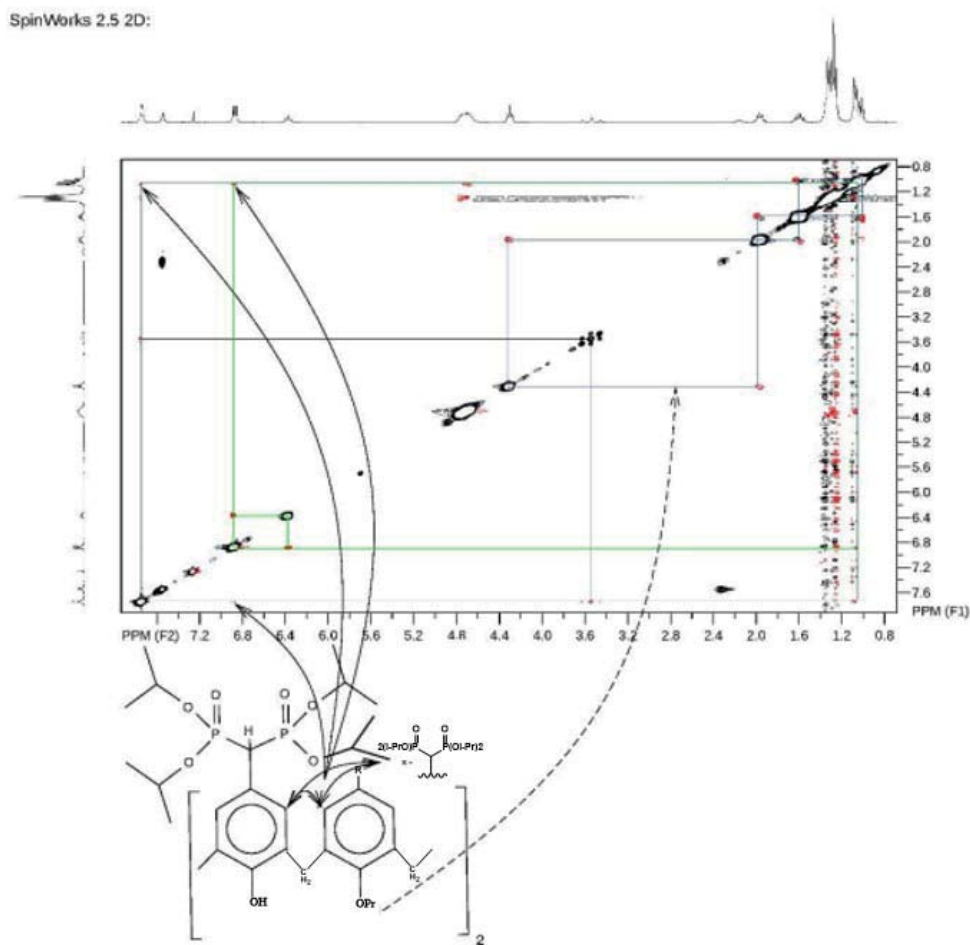 SpinWorks 2.5 2D:
0.8
1.2
1.6
2.0
2.4
2.8
3.2
3.6
4.0
4.4
4.8
5.2
5.6
6.0
6.4
6.8
7.2
7.6
PPM (F1)
PPM (F2) 7.2 6.8 6.4 6.0 5.6 5.2 4.8 4.4 4.0 3.6 3.2 2.8 2.4 2.0 1.6 1.2 0.8
O O
O P H P O
O O
O O
2(i-PrO)P P(Oi-Pr)2
R
C H2 C H2
OH OPr
2